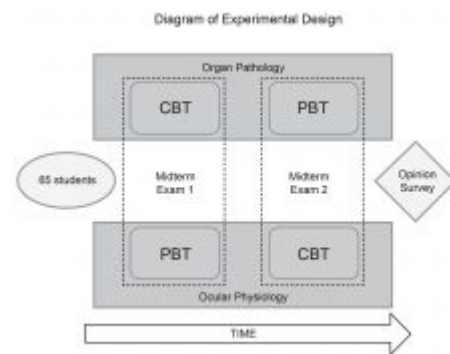 Diagram of Experimental Design
Organ Pathology
CBT
PBT
65 students
Midterm
Exam 1
Midterm
Exam 2
Opinion
Survey
PBT
CBT
Ocular Physiology
TIME